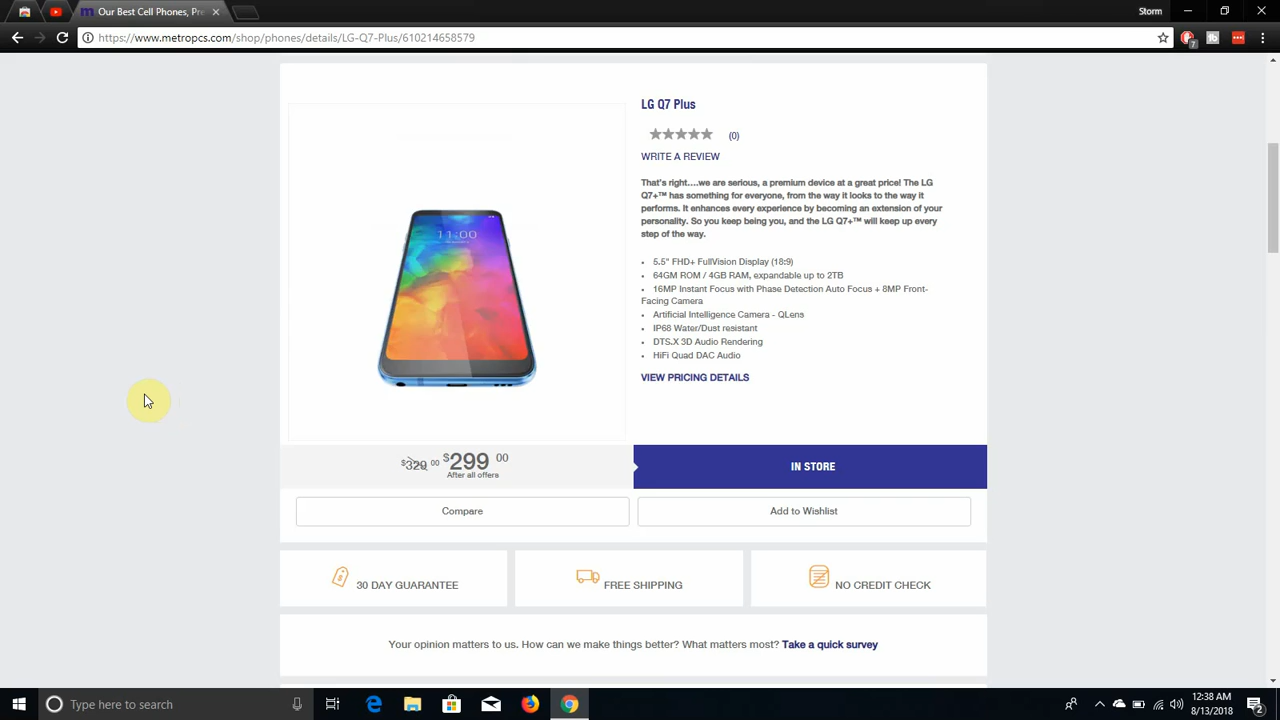 Our Best Cell Phones, Pre
Storm
https://www.metropcs.com/shop/phones/details/LG-Q7-Plus/610214658579
7
LG Q7 Plus
(0)
WRITE A REVIEW
That's right....we are serious, a premium device at a great price! The LG
Q7+™ has something for everyone, from the way it looks to the way it
performs. It enhances every experience by becoming an extension of your
personality. So you keep being you, and the LG Q7+™ will keep up every
step of the way.
• 5.5" FHD+ FullVision Display (18:9)
• 64GM ROM / 4GB RAM, expandable up to 2TB
• 16MP Instant Focus with Phase Detection Auto Focus + 8MP Front-
Facing Camera
• Artificial Intelligence Camera - QLens
• IP68 Water/Dust resistant
• DTS.X 3D Audio Rendering
• HiFi Quad DAC Audio
VIEW PRICING DETAILS
11:00
$329 00 $299 00
After all offers
IN STORE
Compare
Add to Wishlist
30 DAY GUARANTEE
FREE SHIPPING
NO CREDIT CHECK
Your opinion matters to us. How can we make things better? What matters most? Take a quick survey
Type here to search
12:38 AM
8/13/2018
2